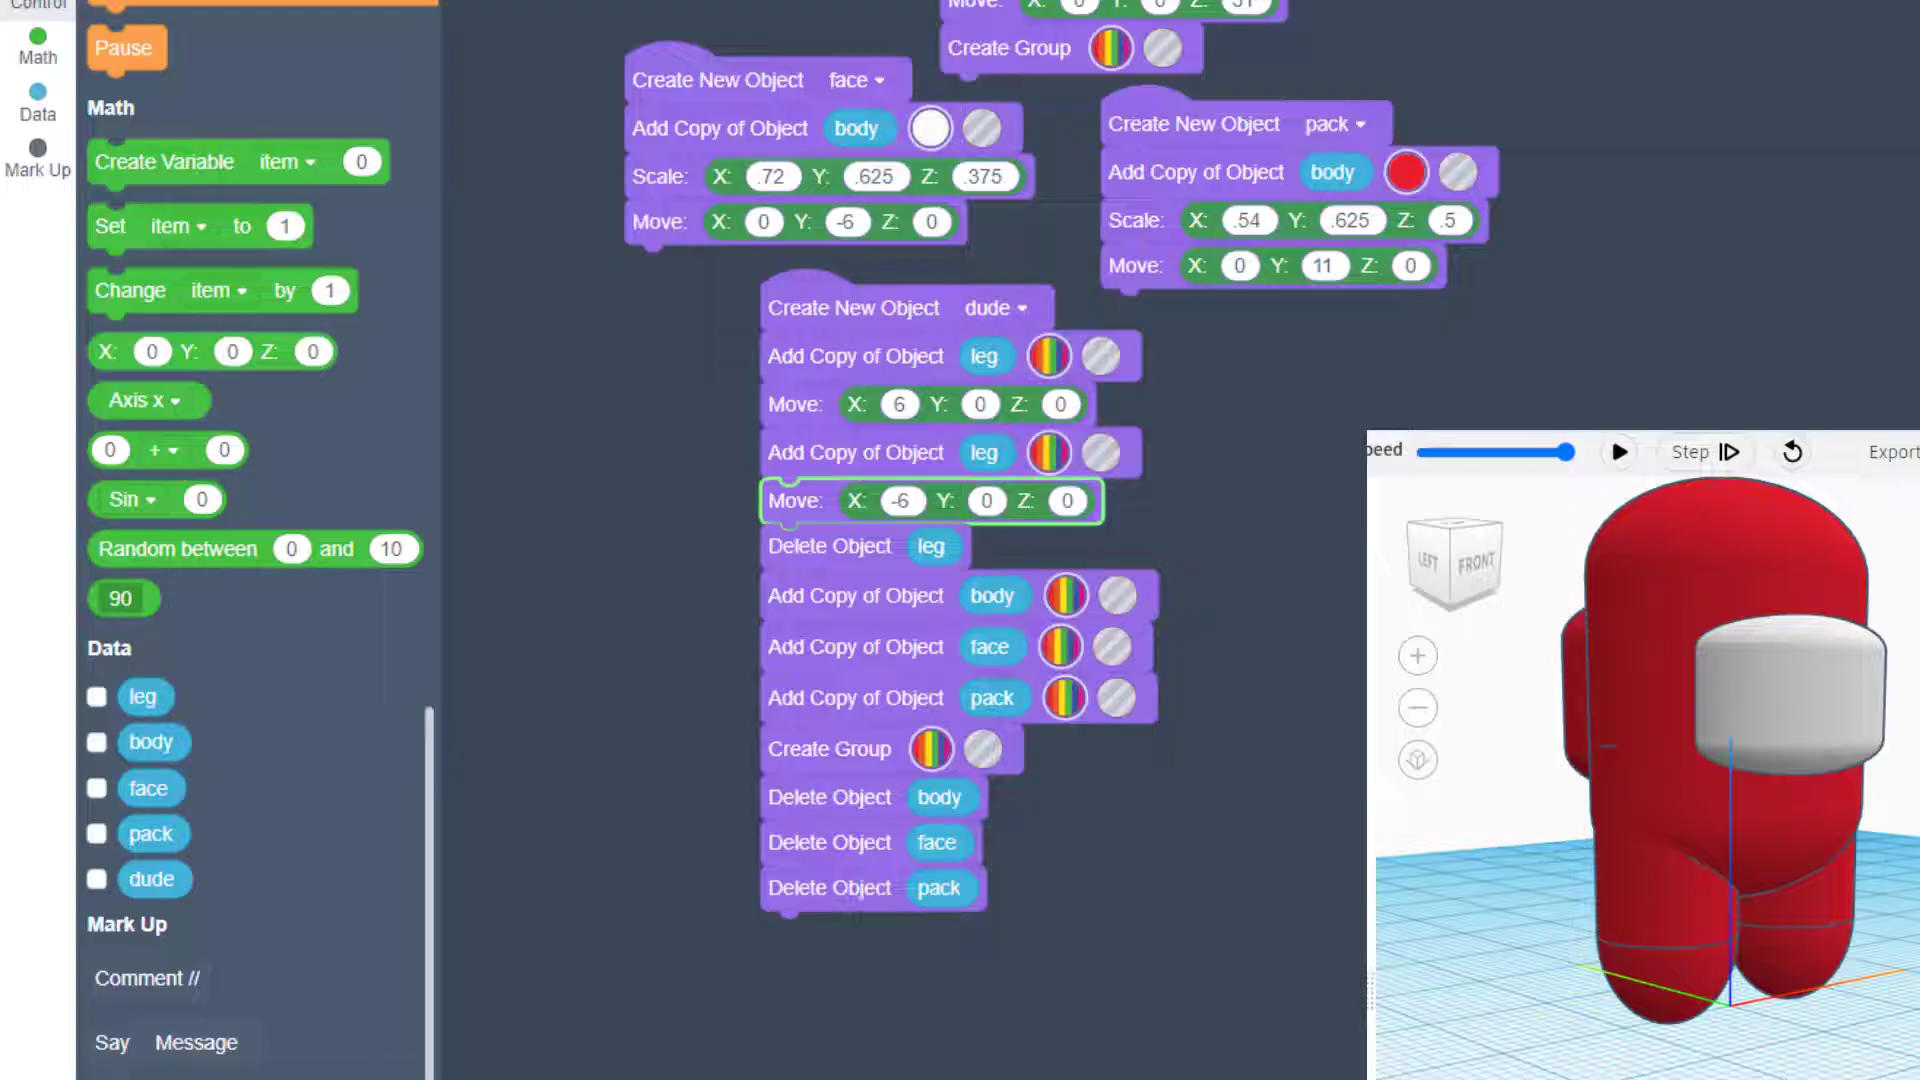 Control
Math
Data
Mark Up
Pause
Math
Create Variable item 0
Set item to 1
Change item by 1
X: 0 Y: 0 Z: 0
Axis x
0 + 0
Sin 0
Random between 0 and 10
90
Data
leg
body
face
pack
dude
Mark Up
Comment //
Say Message
Move: X: 0 Y: 0 Z: 31
Create Group
Create New Object face
Add Copy of Object body
Scale: X: .72 Y: .625 Z: .375
Move: X: 0 Y: -6 Z: 0
Create New Object pack
Add Copy of Object body
Scale: X: .54 Y: .625 Z: .5
Move: X: 0 Y: 11 Z: 0
Create New Object dude
Add Copy of Object leg
Move: X: 6 Y: 0 Z: 0
Add Copy of Object leg
Move: X: -6 Y: 0 Z: 0
Delete Object leg
Add Copy of Object body
Add Copy of Object face
Add Copy of Object pack
Create Group
Delete Object body
Delete Object face
Delete Object pack
peed Step Export
LEFT FRONT